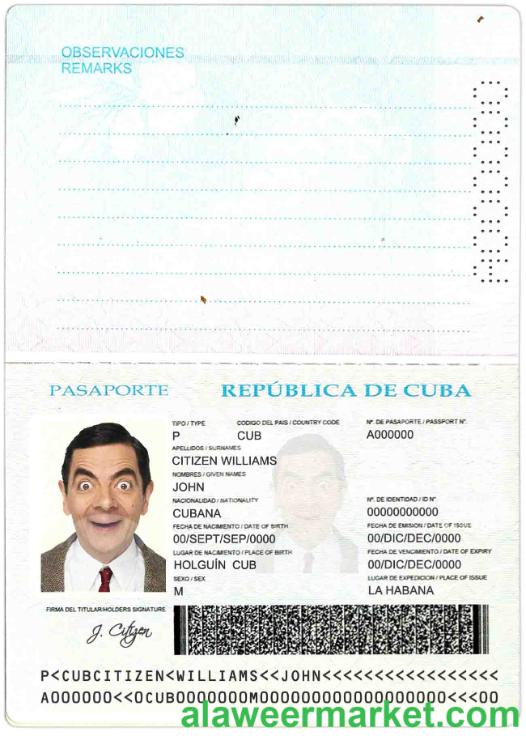 OBSERVACIONES
REMARKS
PASAPORTE REPÚBLICA DE CUBA
TIPO / TYPE CODIGO DEL PAIS / COUNTRY CODE Nº. DE PASAPORTE / PASSPORT Nº.
P CUB A000000
APELLIDOS / SURNAMES
CITIZEN WILLIAMS
NOMBRES / GIVEN NAMES
JOHN
NACIONALIDAD / NATIONALITY Nº. DE IDENTIDAD / ID Nº
CUBANA 00000000000
FECHA DE NACIMIENTO / DATE OF BIRTH FECHA DE EMISION / DATE OF ISSUE
00/SEPT/SEP/0000 00/DIC/DEC/0000
LUGAR DE NACIMIENTO / PLACE OF BIRTH FECHA DE VENCIMIENTO / DATE OF EXPIRY
HOLGUÍN CUB 00/DIC/DEC/0000
SEXO / SEX LUGAR DE EXPEDICION / PLACE OF ISSUE
M LA HABANA
FIRMA DEL TITULAR/HOLDERS SIGNATURE
J. Citizen
P<CUBCITIZEN<WILLIAMS<<JOHN<<<<<<<<<<<<<<<<<
A000000<<0CUB0000000M0000000000000000000<<<00
alaweermarket.com